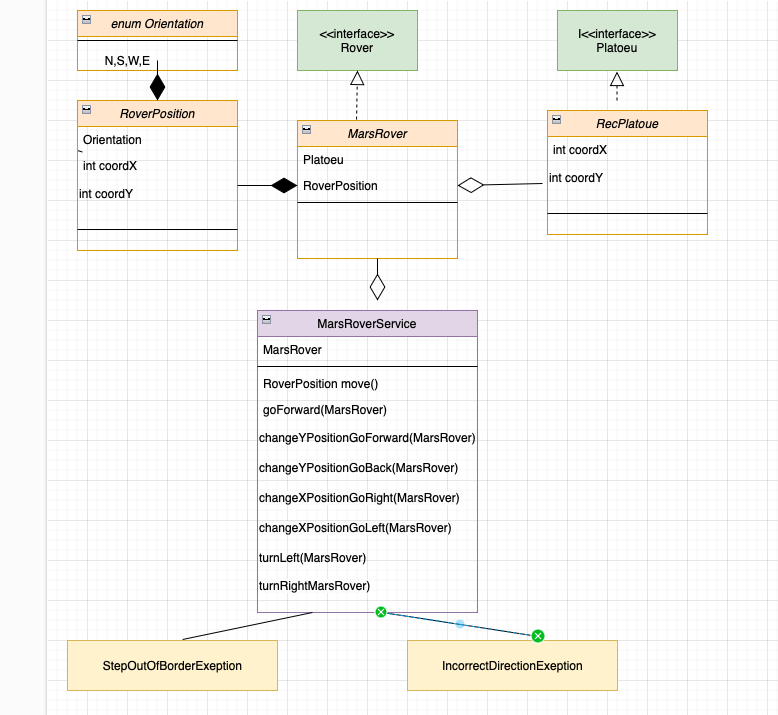 enum Orientation
N,S,W,E
<<interface>>
Rover
I<<interface>>
Platoeu
RoverPosition
Orientation
int coordX
int coordY
MarsRover
Platoeu
RoverPosition
RecPlatoue
int coordX
int coordY
MarsRoverService
MarsRover
RoverPosition move()
goForward(MarsRover)
changeYPositionGoForward(MarsRover)
changeYPositionGoBack(MarsRover)
changeXPositionGoRight(MarsRover)
changeXPositionGoLeft(MarsRover)
turnLeft(MarsRover)
turnRightMarsRover)
StepOutOfBorderExeption
IncorrectDirectionExeption